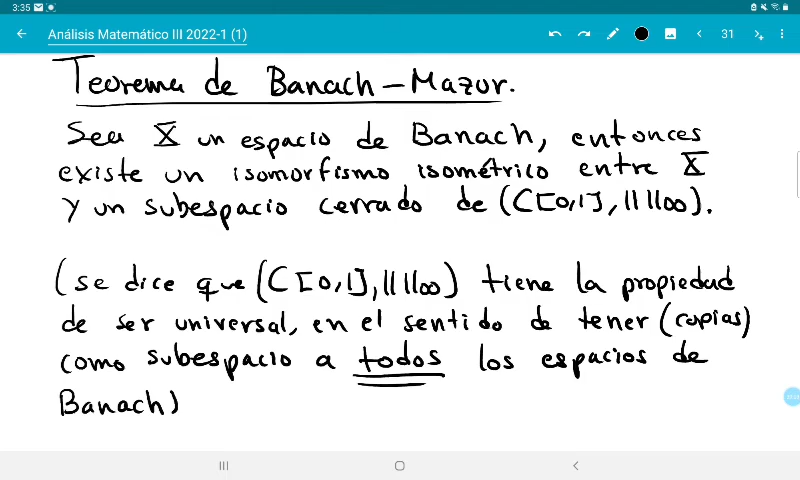 3:35
Análisis Matemático III 2022-1 (1)
31
Teorema de Banach-Mazur.
Sea X un espacio de Banach, entonces
existe un isomorfismo isométrico entre X
y un subespacio cerrado de (C[0,1], || ||∞).
(se dice que (C[0,1], || ||∞) tiene la propiedad
de ser universal, en el sentido de tener (copias)
como subespacio a todos los espacios de
Banach)